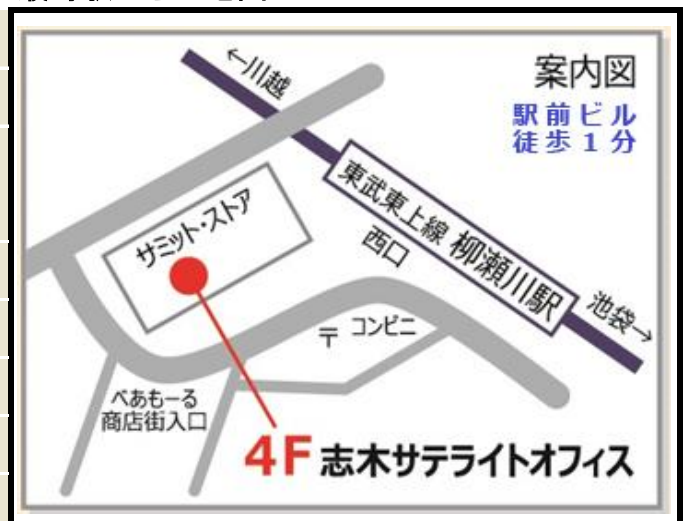 案内図
駅前ビル
徒歩1分
←川越
東武東上線 柳瀬川駅
西口
池袋→
サミット・ストア
〒 コンビニ
ぺあもーる
商店街入口
4F 志木サテライトオフィス